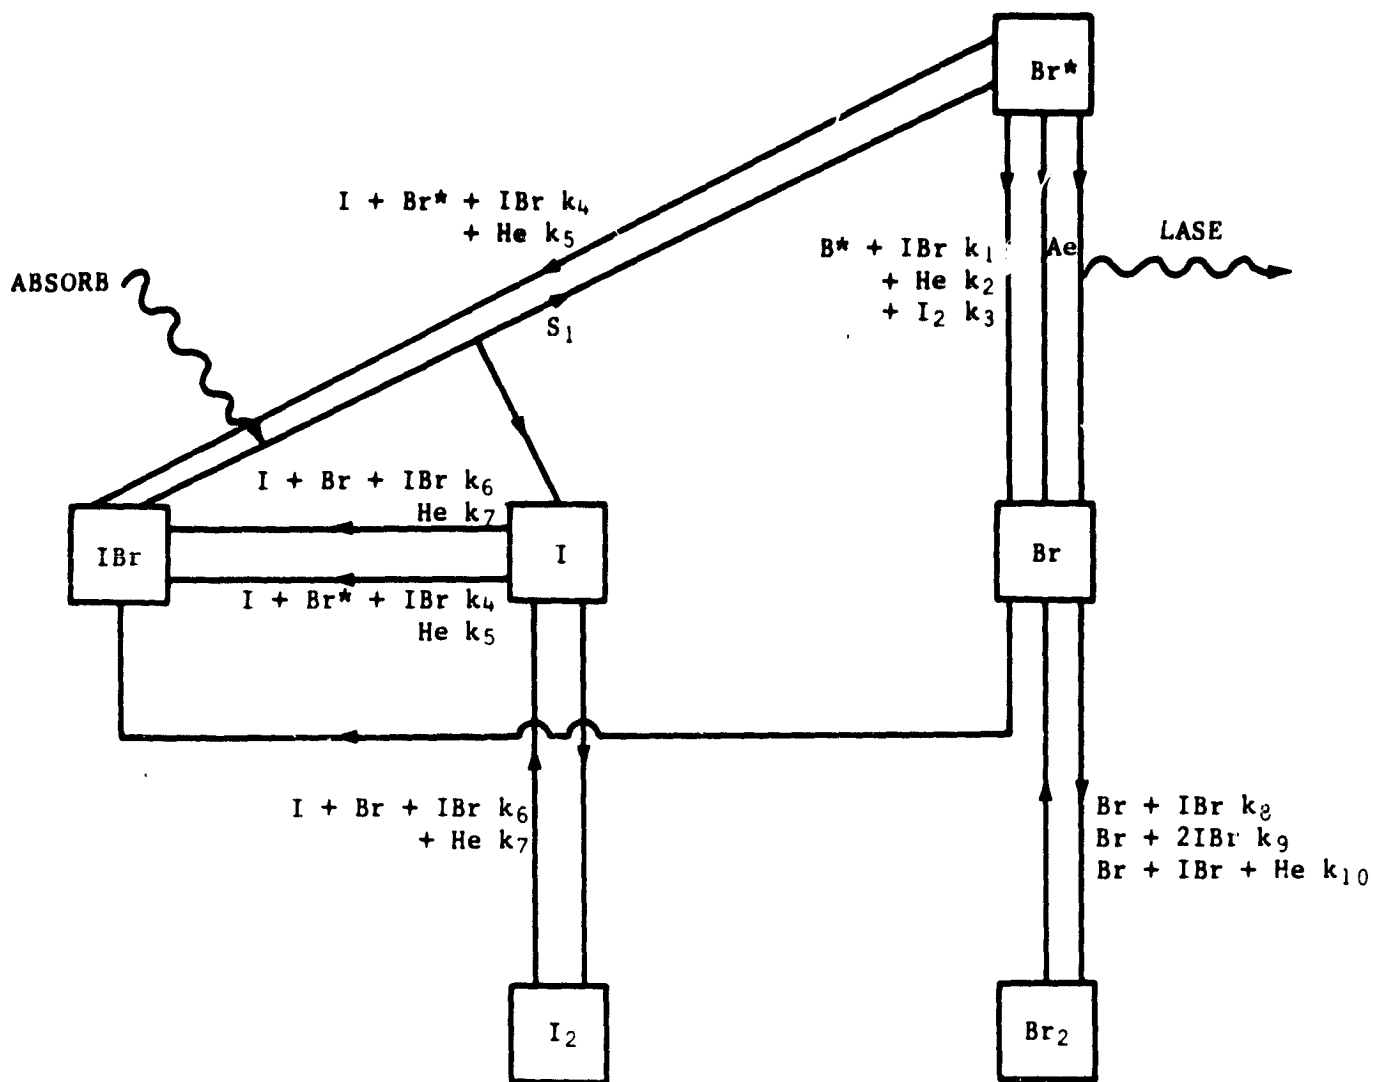 Br*
I + Br* + IBr k₄
+ He k₅
B* + IBr k₁
+ He k₂
+ I₂ k₃
Ae
LASE
ABSORB
S₁
I + Br + IBr k₆
He k₇
IBr
I
Br
I + Br* + IBr k₄
He k₅
I + Br + IBr k₆
+ He k₇
Br + IBr k₈
Br + 2IBr k₉
Br + IBr + He k₁₀
I₂
Br₂